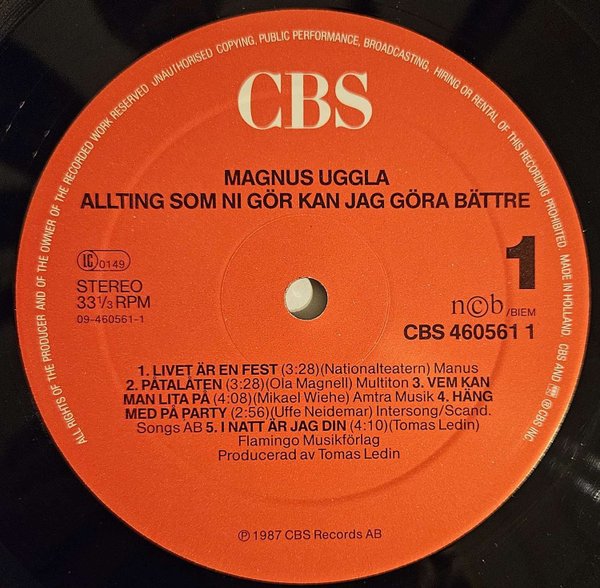 ALL RIGHTS OF THE PRODUCER AND OF THE OWNER OF THE RECORDED WORK RESERVED. UNAUTHORISED COPYING, PUBLIC PERFORMANCE, BROADCASTING, HIRING OR RENTAL OF THIS RECORDING PROHIBITED. MADE IN HOLLAND. CBS AND ® © CBS INC.
CBS
MAGNUS UGGLA
ALLTING SOM NI GÖR KAN JAG GÖRA BÄTTRE
1
LC 0149
STEREO
33 1/3 RPM
09-460561-1
n©b/BIEM
CBS 460561 1
1. LIVET ÄR EN FEST (3:28)(Nationalteatern) Manus
2. PÅTALÅTEN (3:28)(Ola Magnell) Multiton 3. VEM KAN
MAN LITA PÅ (4:08)(Mikael Wiehe) Amtra Musik 4. HÄNG
MED PÅ PARTY (2:56)(Uffe Neidemar) Intersong/Scand.
Songs AB 5. I NATT ÄR JAG DIN (4:10)(Tomas Ledin)
Flamingo Musikförlag
Producerad av Tomas Ledin
℗ 1987 CBS Records AB